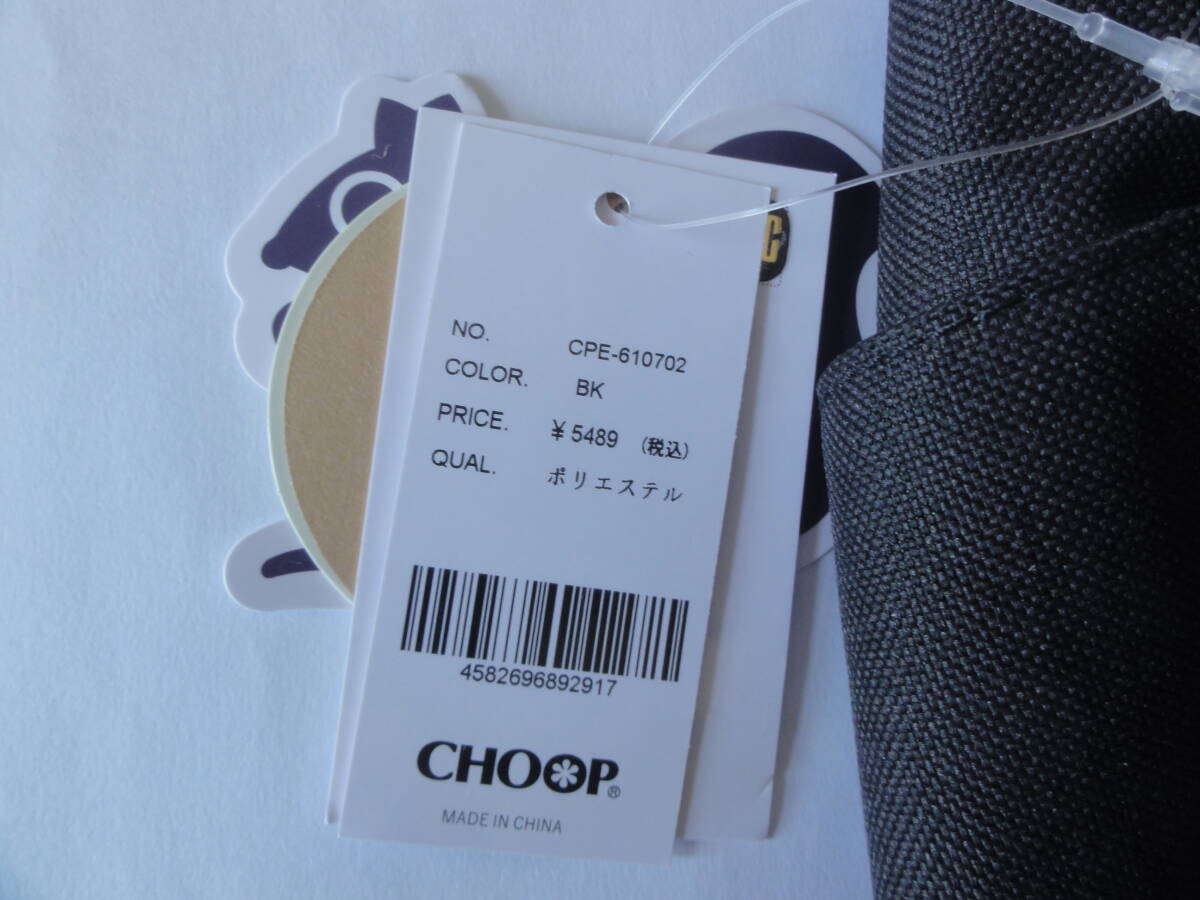 NO. CPE-610702
COLOR. BK
PRICE. ¥5489 (税込)
QUAL. ポリエステル
4582696892917
CHOOP®
MADE IN CHINA
C